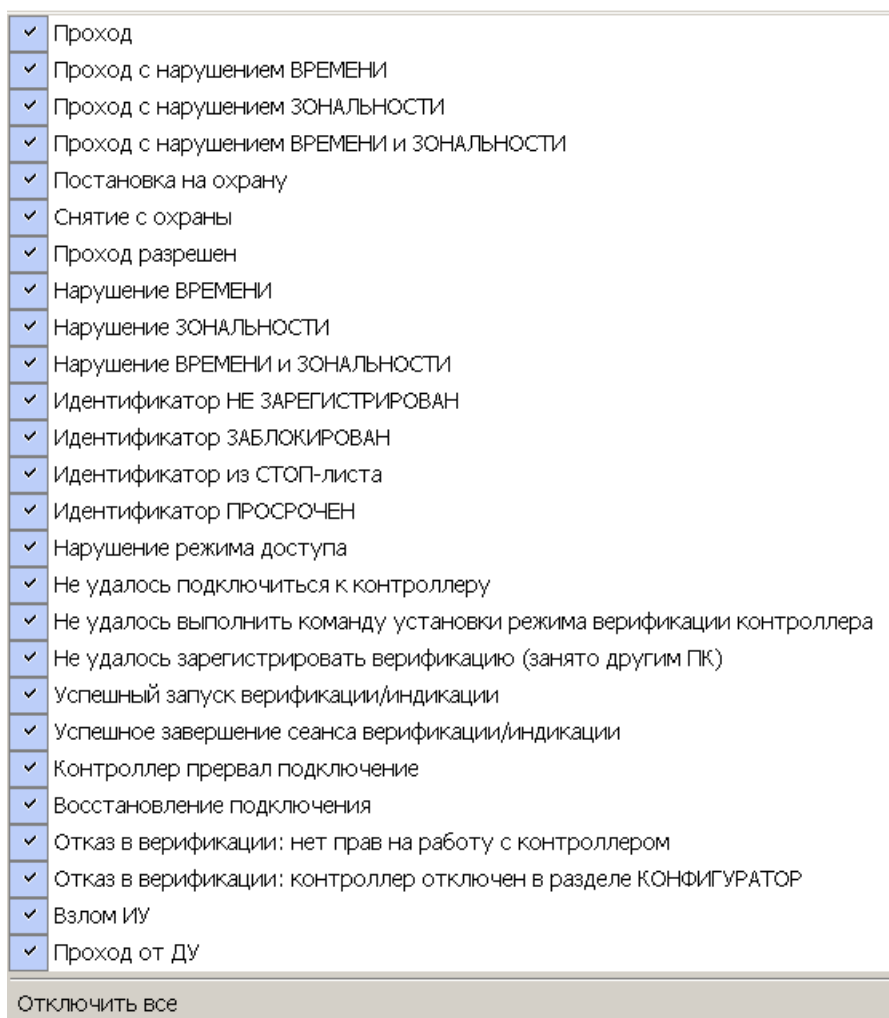 Проход
Проход с нарушением ВРЕМЕНИ
Проход с нарушением ЗОНАЛЬНОСТИ
Проход с нарушением ВРЕМЕНИ и ЗОНАЛЬНОСТИ
Постановка на охрану
Снятие с охраны
Проход разрешен
Нарушение ВРЕМЕНИ
Нарушение ЗОНАЛЬНОСТИ
Нарушение ВРЕМЕНИ и ЗОНАЛЬНОСТИ
Идентификатор НЕ ЗАРЕГИСТРИРОВАН
Идентификатор ЗАБЛОКИРОВАН
Идентификатор из СТОП-листа
Идентификатор ПРОСРОЧЕН
Нарушение режима доступа
Не удалось подключиться к контроллеру
Не удалось выполнить команду установки режима верификации контроллера
Не удалось зарегистрировать верификацию (занято другим ПК)
Успешный запуск верификации/индикации
Успешное завершение сеанса верификации/индикации
Контроллер прервал подключение
Восстановление подключения
Отказ в верификации: нет прав на работу с контроллером
Отказ в верификации: контроллер отключен в разделе КОНФИГУРАТОР
Взлом ИУ
Проход от ДУ
Отключить все